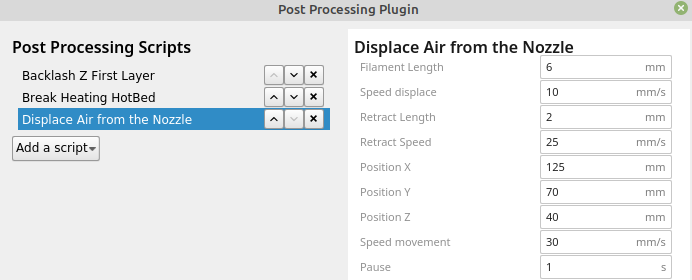 Post Processing Plugin
Post Processing Scripts
Backlash Z First Layer
Break Heating HotBed
Displace Air from the Nozzle
Add a script
Displace Air from the Nozzle
Filament Length 6 mm
Speed displace 10 mm/s
Retract Length 2 mm
Retract Speed 25 mm/s
Position X 125 mm
Position Y 70 mm
Position Z 40 mm
Speed movement 30 mm/s
Pause 1 s